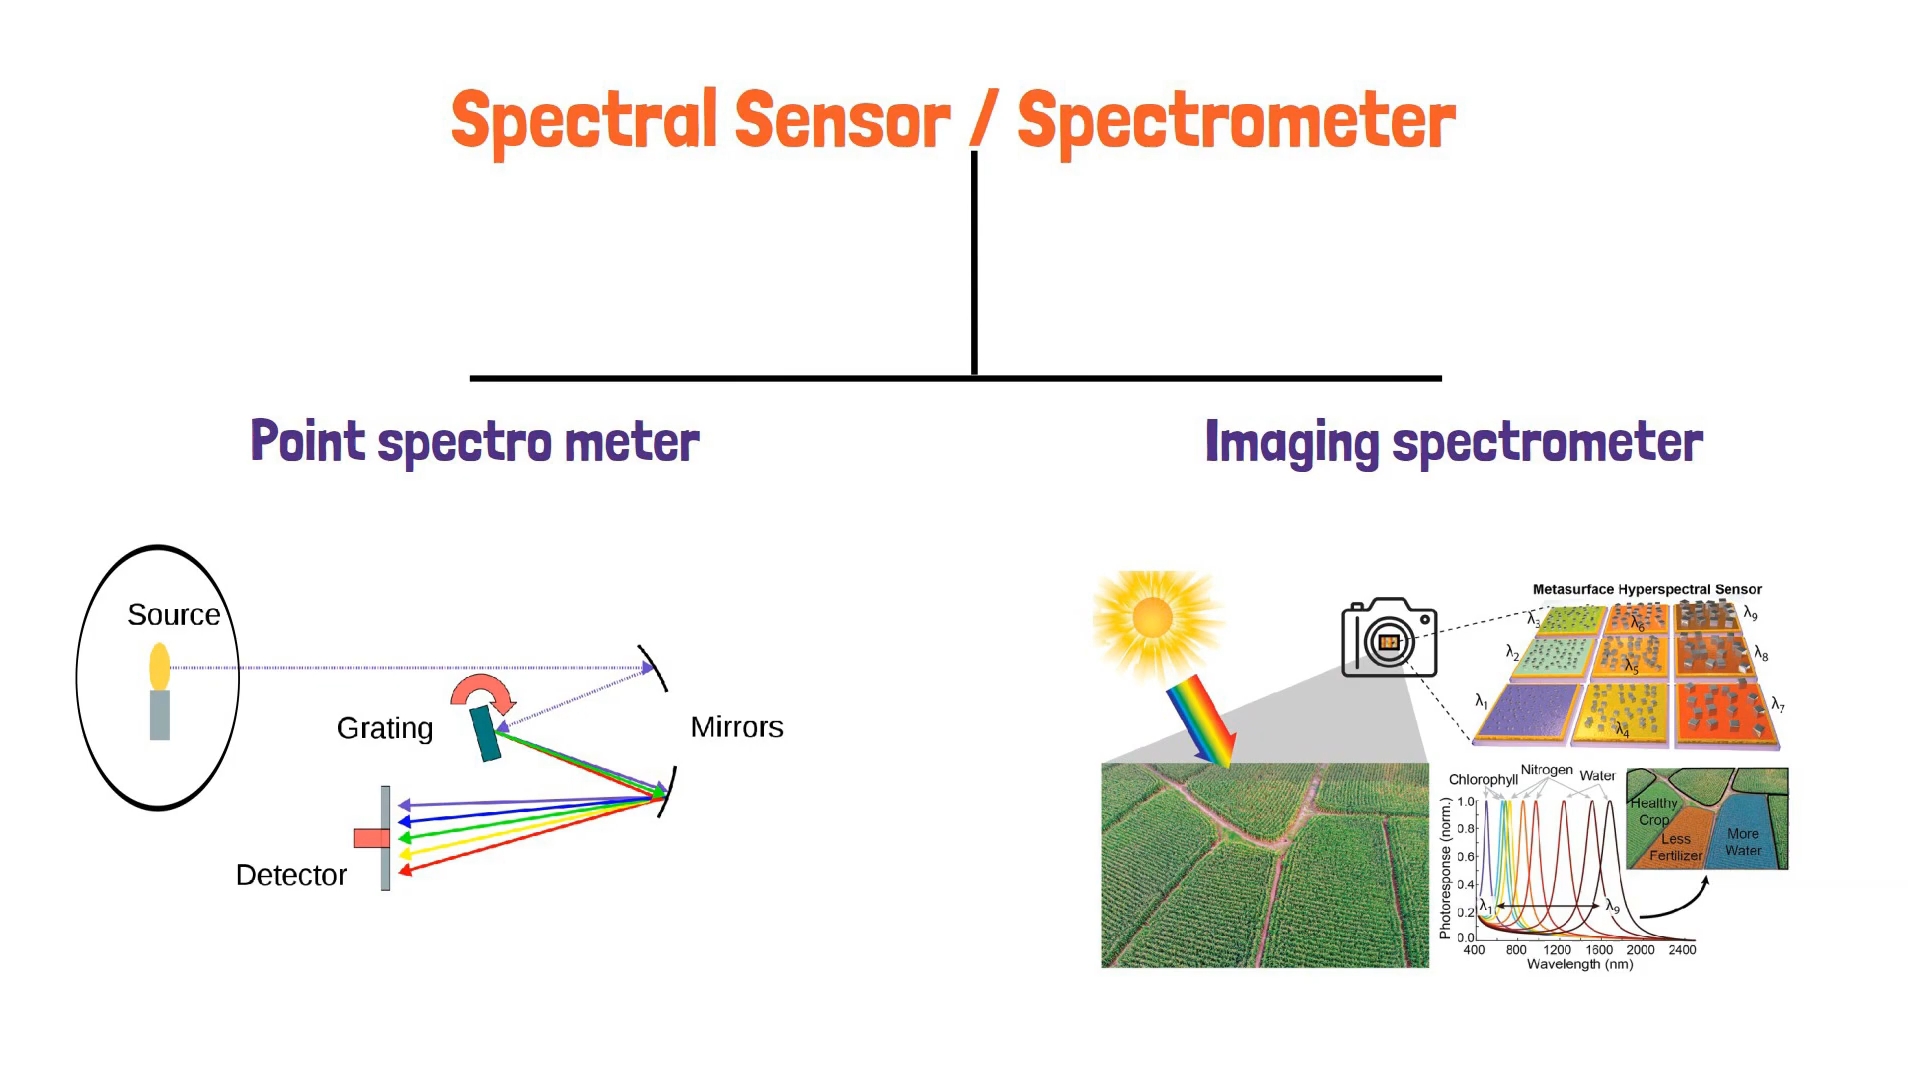 Spectral Sensor / Spectrometer
Point spectro meter
Imaging spectrometer
Source
Grating
Mirrors
Detector
Metasurface Hyperspectral Sensor
λ3
λ6
λ9
λ2
λ5
λ8
λ1
λ4
λ7
Chlorophyll
Nitrogen
Water
Photoresponse (norm.)
1.0
0.8
0.6
0.4
0.2
0.0
λ1
λ9
400 800 1200 1600 2000 2400
Wavelength (nm)
Healthy
Crop
Less
Fertilizer
More
Water